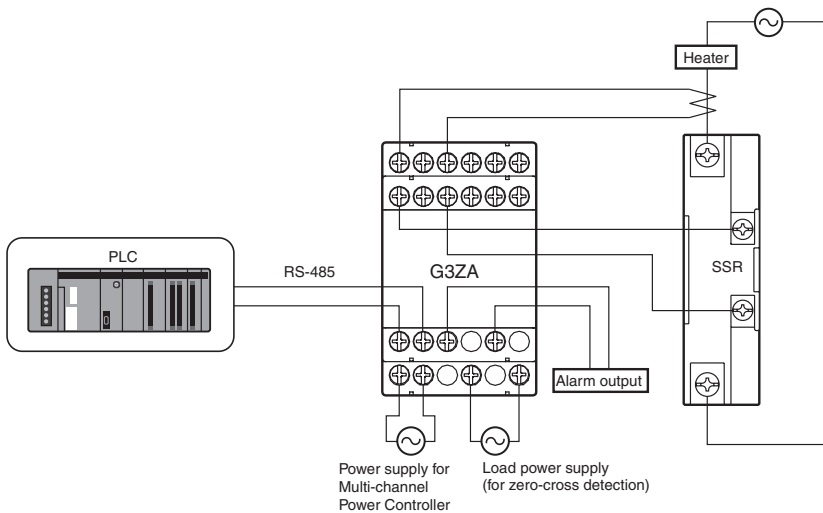 Heater
PLC
RS-485
G3ZA
SSR
Alarm output
Power supply for
Multi-channel
Power Controller
Load power supply
(for zero-cross detection)